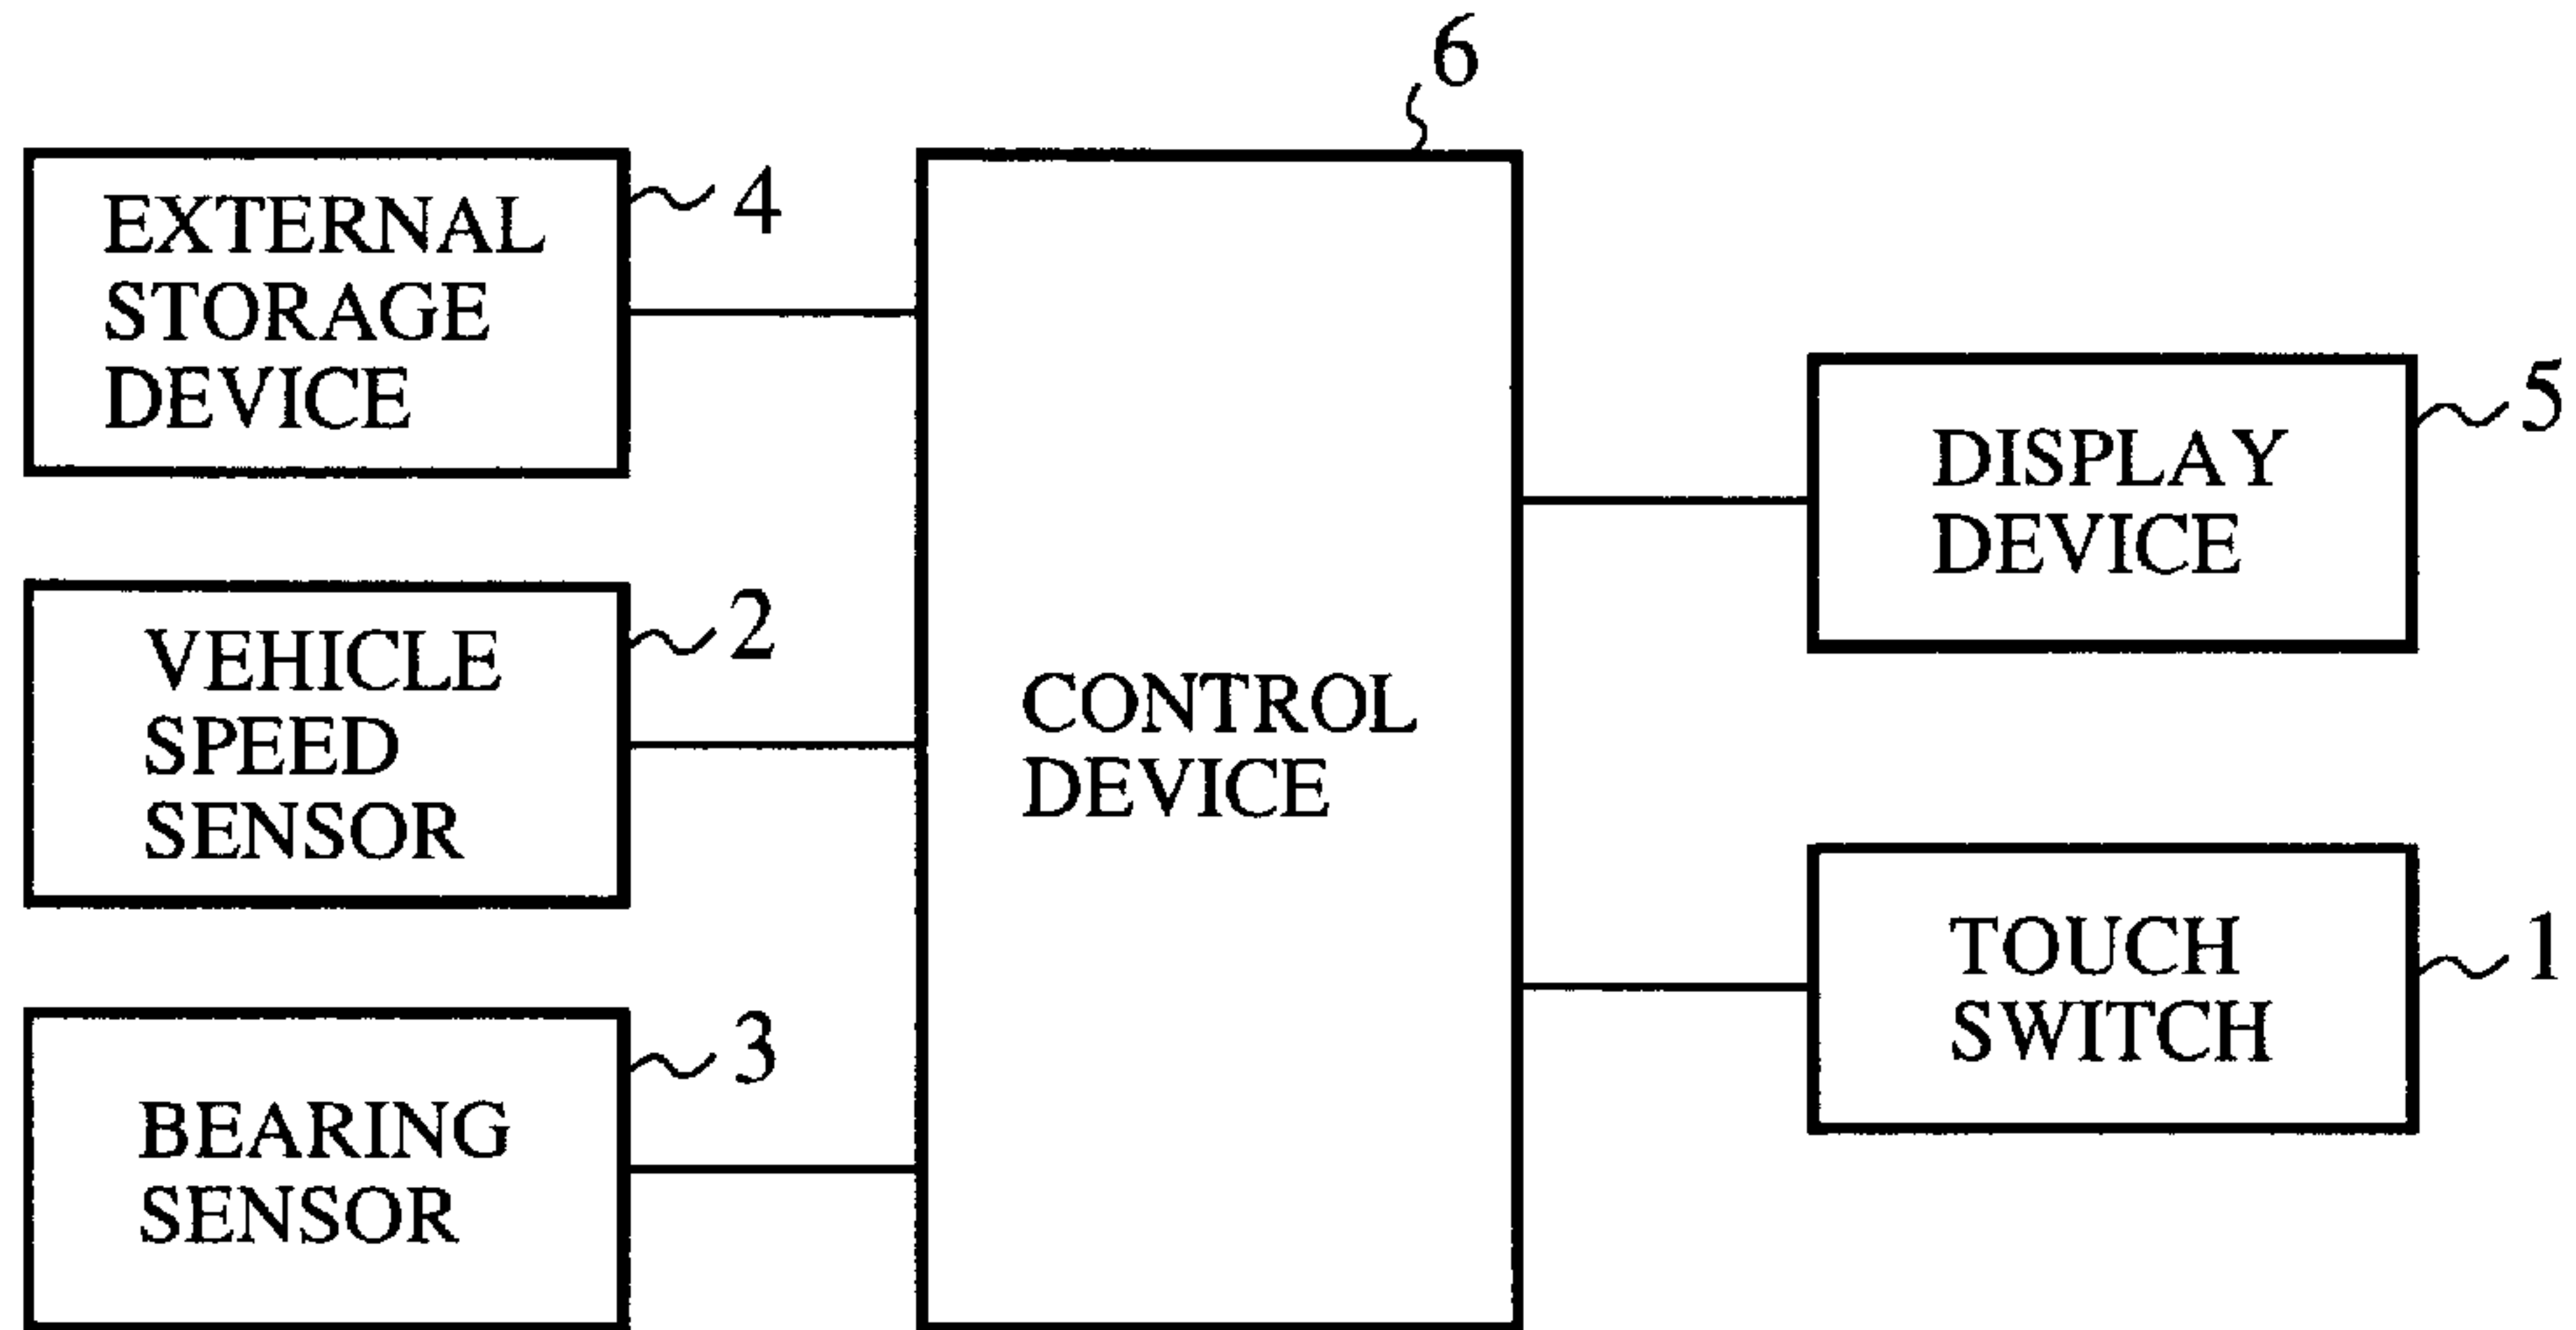 6
EXTERNAL
STORAGE
DEVICE
4
VEHICLE
SPEED
SENSOR
2
BEARING
SENSOR
3
CONTROL
DEVICE
DISPLAY
DEVICE
5
TOUCH
SWITCH
1